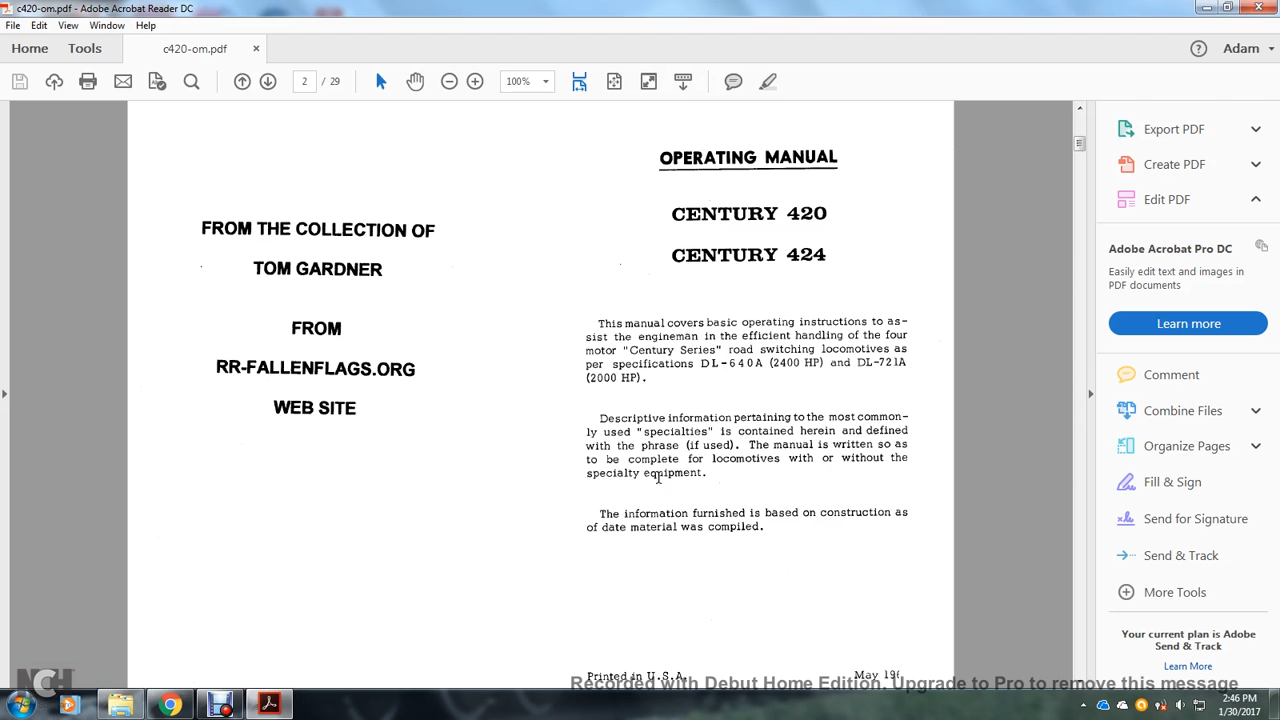 c420-om.pdf - Adobe Acrobat Reader DC
File Edit View Window Help
Home Tools c420-om.pdf × Adam
2 / 29 100%
OPERATING MANUAL
CENTURY 420
CENTURY 424
FROM THE COLLECTION OF
TOM GARDNER
FROM
RR-FALLENFLAGS.ORG
WEB SITE
This manual covers basic operating instructions to as-
sist the engineman in the efficient handling of the four
motor "Century Series" road switching locomotives as
per specifications DL-640A (2400 HP) and DL-721A
(2000 HP).
Descriptive information pertaining to the most common-
ly used "specialties" is contained herein and defined
with the phrase (if used). The manual is written so as
to be complete for locomotives with or without the
specialty equipment.
The information furnished is based on construction as
of date material was compiled.
Printed in U.S.A. May 19
Export PDF
Create PDF
Edit PDF
Adobe Acrobat Pro DC
Easily edit text and images in
PDF documents
Learn more
Comment
Combine Files
Organize Pages
Fill & Sign
Send for Signature
Send & Track
More Tools
Your current plan is Adobe
Send & Track
Learn More
NCH
Recorded with Debut Home Edition. Upgrade to Pro to remove this message
2:46 PM
1/30/2017